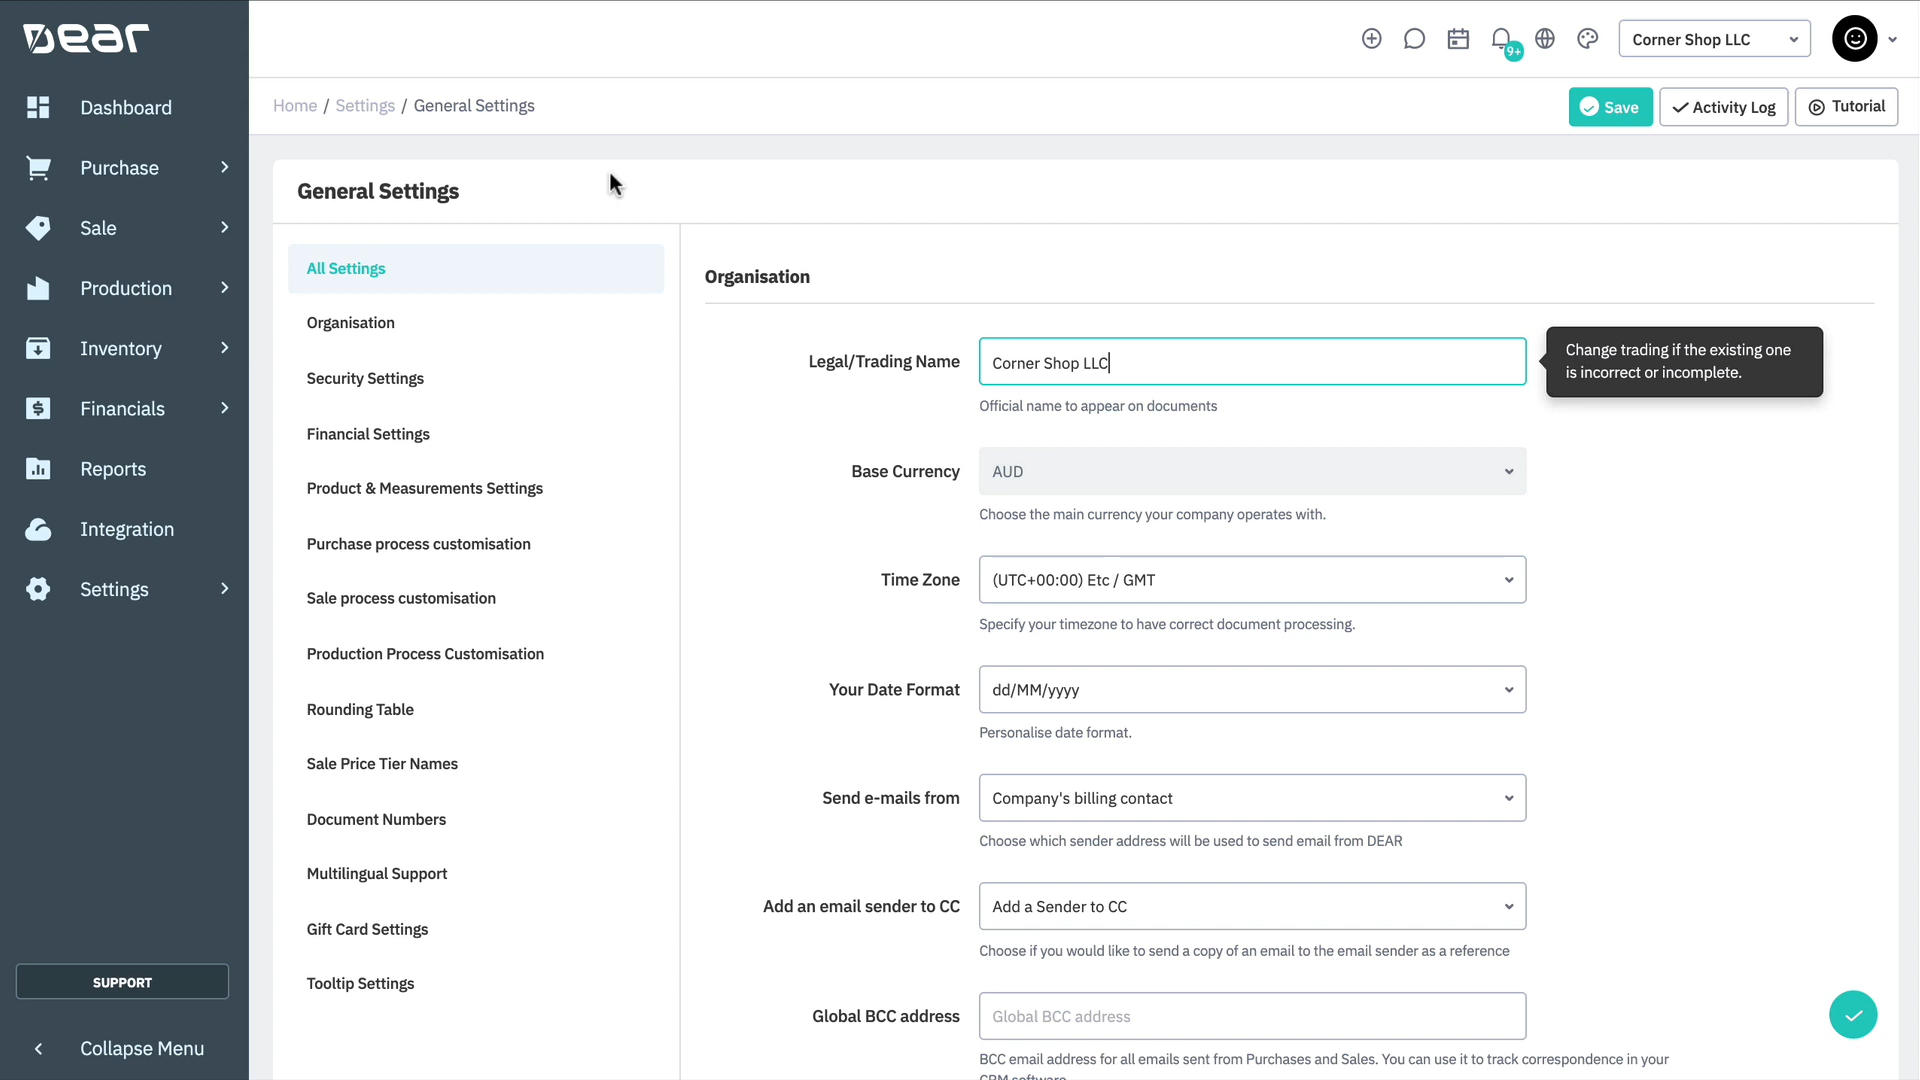 DEAR
Dashboard
Purchase
Sale
Production
Inventory
Financials
Reports
Integration
Settings
SUPPORT
Collapse Menu
9+
Corner Shop LLC
Home / Settings / General Settings
Save
Activity Log
Tutorial
General Settings
All Settings
Organisation
Security Settings
Financial Settings
Product & Measurements Settings
Purchase process customisation
Sale process customisation
Production Process Customisation
Rounding Table
Sale Price Tier Names
Document Numbers
Multilingual Support
Gift Card Settings
Tooltip Settings
Organisation
Legal/Trading Name
Corner Shop LLC
Official name to appear on documents
Change trading if the existing one
is incorrect or incomplete.
Base Currency
AUD
Choose the main currency your company operates with.
Time Zone
(UTC+00:00) Etc / GMT
Specify your timezone to have correct document processing.
Your Date Format
dd/MM/yyyy
Personalise date format.
Send e-mails from
Company's billing contact
Choose which sender address will be used to send email from DEAR
Add an email sender to CC
Add a Sender to CC
Choose if you would like to send a copy of an email to the email sender as a reference
Global BCC address
Global BCC address
BCC email address for all emails sent from Purchases and Sales. You can use it to track correspondence in your
CRM software